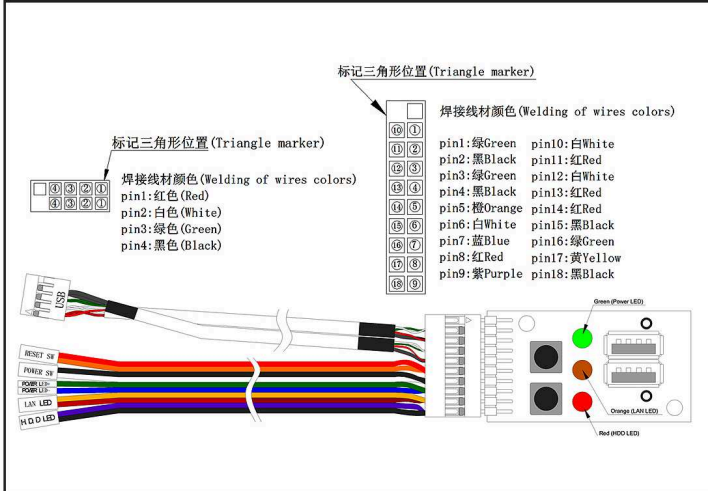 标记三角形位置(Triangle marker)
焊接线材颜色(Welding of wires colors)
⑩ ①
⑪ ②
⑫ ③
⑬ ④
⑭ ⑤
⑮ ⑥
⑯ ⑦
⑰ ⑧
⑱ ⑨
pin1:绿Green pin10:白White
pin2:黑Black pin11:红Red
pin3:绿Green pin12:白White
pin4:黑Black pin13:红Red
pin5:橙Orange pin14:红Red
pin6:白White pin15:黑Black
pin7:蓝Blue pin16:绿Green
pin8:红Red pin17:黄Yellow
pin9:紫Purple pin18:黑Black
标记三角形位置(Triangle marker)
焊接线材颜色(Welding of wires colors)
④③②①
④③②①
pin1:红色(Red)
pin2:白色(White)
pin3:绿色(Green)
pin4:黑色(Black)
USB
RESET SW
POWER SW
POWER LED
POWER LED
LAN LED
H.D.D LED
Green (Power LED)
Orange (LAN LED)
Red (HDD LED)